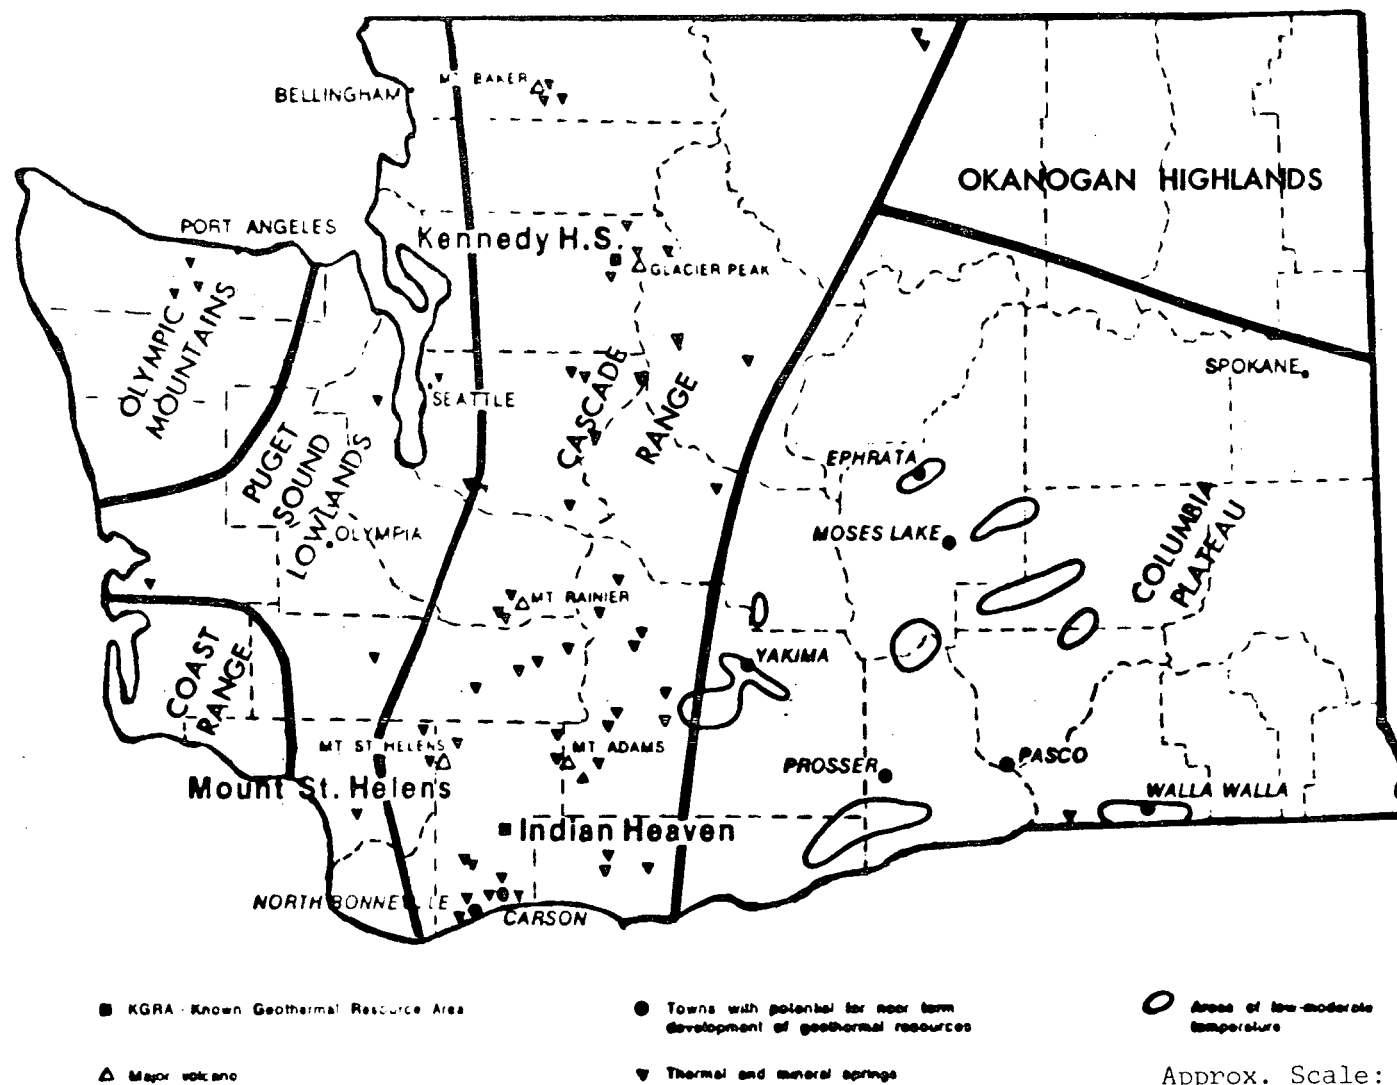 MT BAKER
BELLINGHAM
OKANOGAN HIGHLANDS
PORT ANGELES
Kennedy H.S.
GLACIER PEAK
OLYMPIC
MOUNTAINS
CASCADE
RANGE
SPOKANE
SEATTLE
PUGET
SOUND
LOWLANDS
EPHRATA
MOSES LAKE
COLUMBIA
PLATEAU
OLYMPIA
MT RAINIER
COAST
RANGE
YAKIMA
MT ST HELENS
MT ADAMS
Mount St. Helens
PROSSER
PASCO
WALLA WALLA
Indian Heaven
NORTH BONNEVILLE
CARSON
KGRA - Known Geothermal Resource Area
Towns with potential for near term
development of geothermal resources
Areas of low-moderate
temperature
Major volcano
Thermal and mineral springs
Approx. Scale: